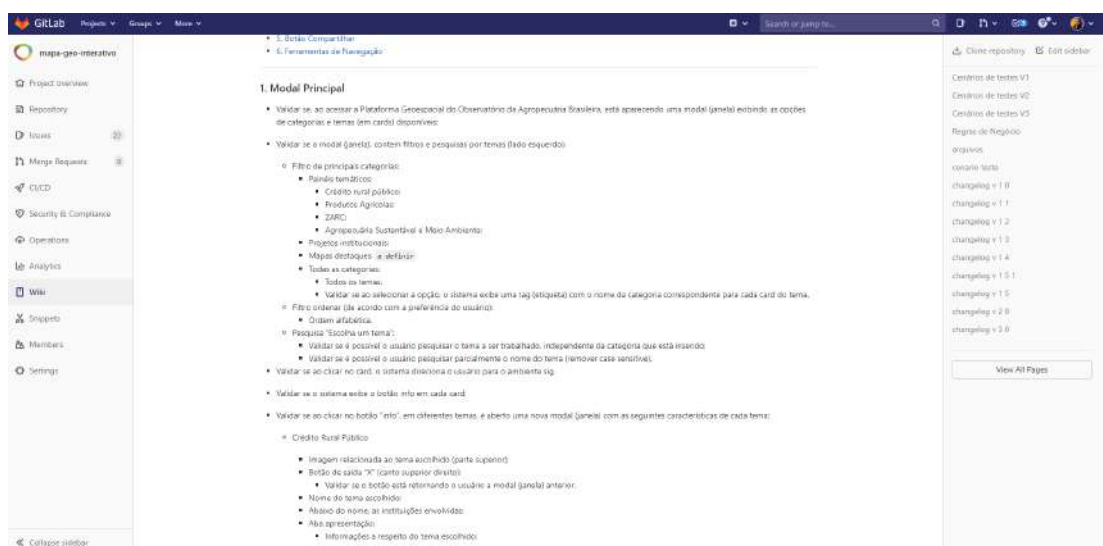 GitLab Projects Groups More Search or jump to...
mapa-geo-interativo
Project overview
Repository
Issues
Merge Requests
CI/CD
Security & Compliance
Operations
Analytics
Wiki
Snippets
Members
Settings
Collapse sidebar
5. Botão Compartilhar
6. Ferramentas de Navegação
1. Modal Principal
Validar se, ao acessar a Plataforma Geoespacial do Observatório da Agropecuária Brasileira, está aparecendo uma modal (janela) exibindo as opções
de categorias e temas (em cards) disponíveis;
Validar se a modal (janela), contem filtros e pesquisas por temas (lado esquerdo):
Filtro de principais categorias:
Painéis temáticos:
Crédito rural público;
Produtos Agrícolas;
ZARC;
Agropecuária Sustentável e Meio Ambiente;
Projetos institucionais;
Mapas destaques a definir
Todas as categorias:
Todos os temas;
Validar se ao selecionar a opção, o sistema exibe uma tag (etiqueta) com o nome da categoria correspondente para cada card do tema.
Filtro ordenar (de acordo com a preferência do usuário):
Ordem alfabética.
Pesquisa "Escolha um tema":
Validar se é possível o usuário pesquisar o tema a ser trabalhado, independente da categoria que está inserido;
Validar se é possível o usuário pesquisar parcialmente o nome do tema (remover case sensitive).
Validar se ao clicar no card, o sistema direciona o usuário para o ambiente sig.
Validar se o sistema exibe o botão info em cada card;
Validar se ao clicar no botão "info", em diferentes temas, é aberto uma nova modal (janela) com as seguintes características de cada tema:
Crédito Rural Público
Imagem relacionada ao tema escolhido (parte superior);
Botão de saída "X" (canto superior direito):
Validar se o botão está retornando o usuário a modal (janela) anterior.
Nome do tema escolhido;
Abaixo do nome, as instituições envolvidas;
Aba apresentação:
Informações a respeito do tema escolhido;
Clone repository Edit sidebar
Cenários de testes V1
Cenários de testes V2
Cenários de testes V3
Regras de Negócio
arquivos
cenario teste
changelog v 1 0
changelog v 1 1
changelog v 1 2
changelog v 1 3
changelog v 1 4
changelog v 1 5 1
changelog v 1 5
changelog v 2 0
changelog v 3 0
View All Pages